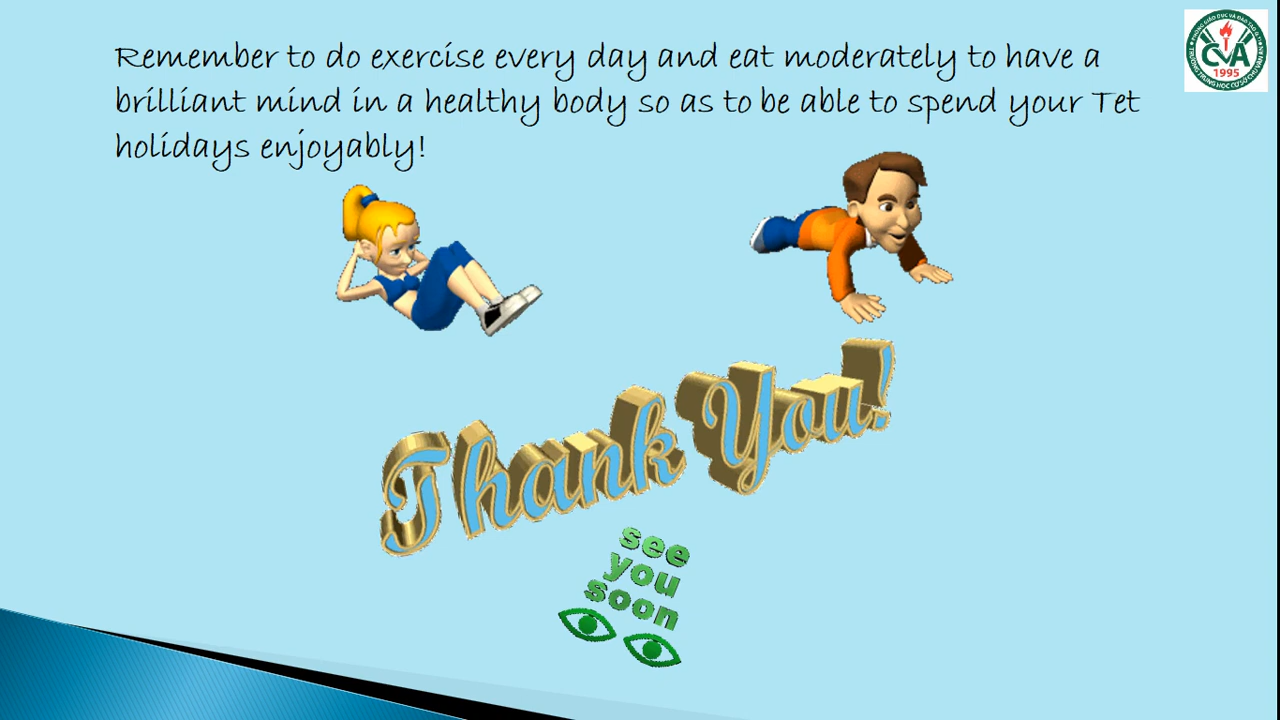 Remember to do exercise every day and eat moderately to have a
brilliant mind in a healthy body so as to be able to spend your Tet
holidays enjoyably!
CVA
1995
Thank You!
see
you
soon